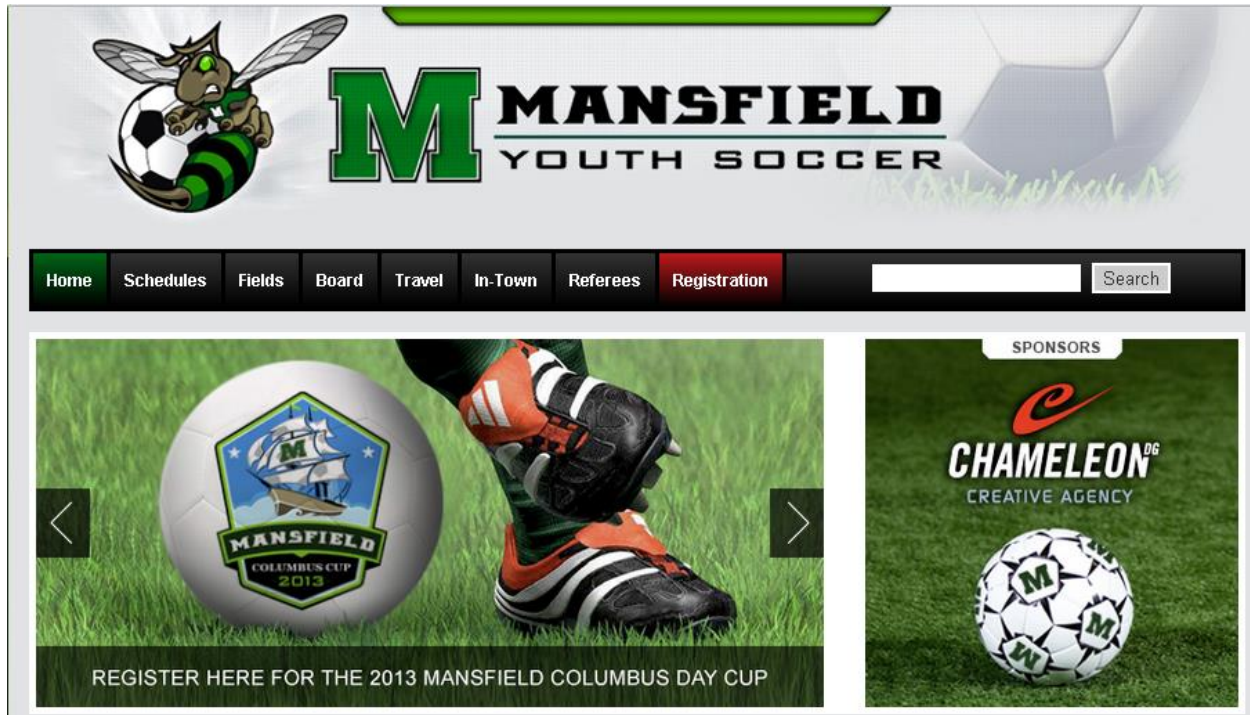 M
MANSFIELD
YOUTH SOCCER
Home Schedules Fields Board Travel In-Town Referees Registration Search
M
MANSFIELD
COLUMBUS CUP
2013
REGISTER HERE FOR THE 2013 MANSFIELD COLUMBUS DAY CUP
SPONSORS
CHAMELEON DG
CREATIVE AGENCY
M
M
M
M